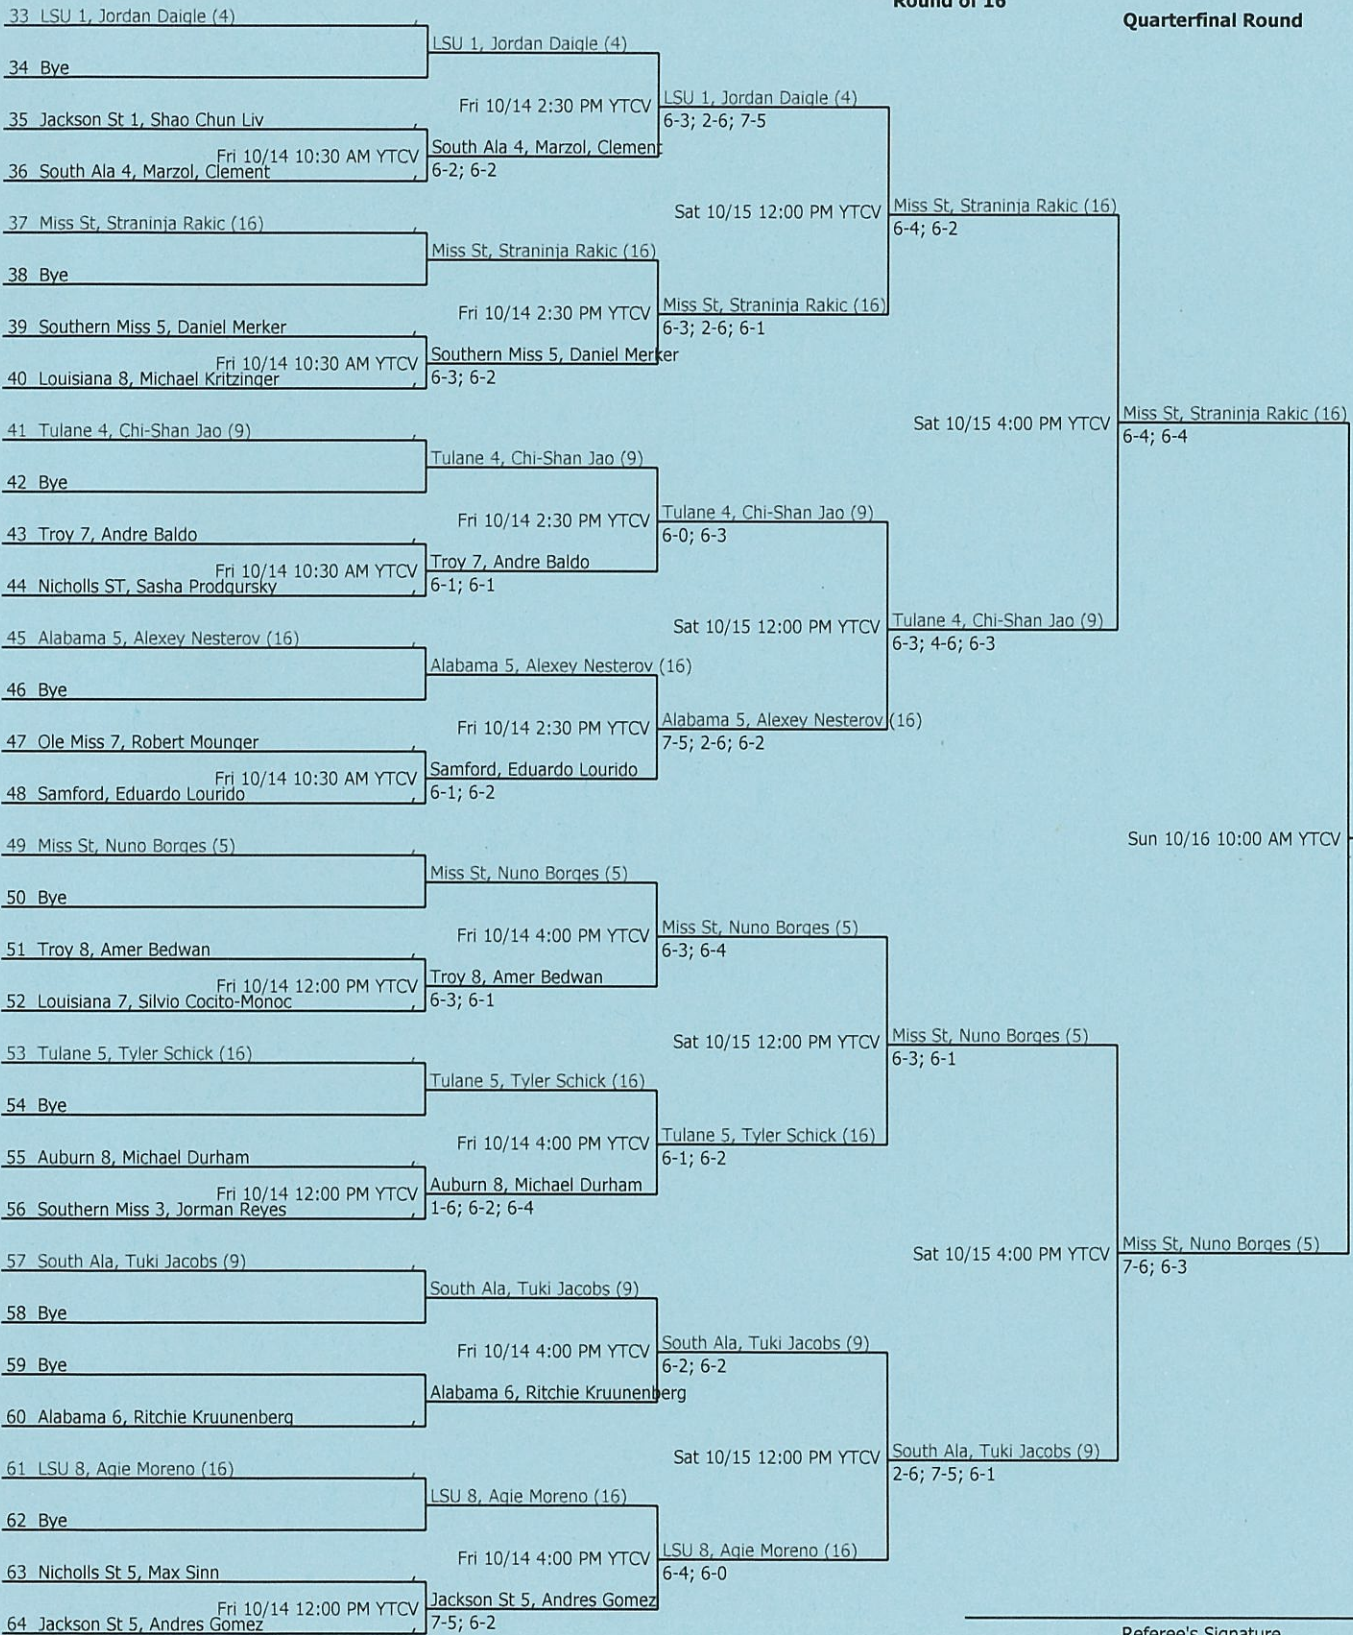 Round of 16
Quarterfinal Round
33 LSU 1, Jordan Daigle (4) ,
LSU 1, Jordan Daigle (4)
34 Bye
Fri 10/14 2:30 PM YTCV
LSU 1, Jordan Daigle (4)
6-3; 2-6; 7-5
35 Jackson St 1, Shao Chun Liv ,
Fri 10/14 10:30 AM YTCV
South Ala 4, Marzol, Clement
6-2; 6-2
36 South Ala 4, Marzol, Clement ,
Sat 10/15 12:00 PM YTCV
Miss St, Straninja Rakic (16)
6-4; 6-2
37 Miss St, Straninja Rakic (16) ,
Miss St, Straninja Rakic (16)
38 Bye
Fri 10/14 2:30 PM YTCV
Miss St, Straninja Rakic (16)
6-3; 2-6; 6-1
39 Southern Miss 5, Daniel Merker ,
Fri 10/14 10:30 AM YTCV
Southern Miss 5, Daniel Merker
6-3; 6-2
40 Louisiana 8, Michael Kritzinger ,
Sat 10/15 4:00 PM YTCV
Miss St, Straninja Rakic (16)
6-4; 6-4
41 Tulane 4, Chi-Shan Jao (9) ,
Tulane 4, Chi-Shan Jao (9)
42 Bye
Fri 10/14 2:30 PM YTCV
Tulane 4, Chi-Shan Jao (9)
6-0; 6-3
43 Troy 7, Andre Baldo ,
Fri 10/14 10:30 AM YTCV
Troy 7, Andre Baldo
6-1; 6-1
44 Nicholls ST, Sasha Prodgursky ,
Sat 10/15 12:00 PM YTCV
Tulane 4, Chi-Shan Jao (9)
6-3; 4-6; 6-3
45 Alabama 5, Alexey Nesterov (16) ,
Alabama 5, Alexey Nesterov (16)
46 Bye
Fri 10/14 2:30 PM YTCV
Alabama 5, Alexey Nesterov (16)
7-5; 2-6; 6-2
47 Ole Miss 7, Robert Mounger ,
Fri 10/14 10:30 AM YTCV
Samford, Eduardo Lourido
6-1; 6-2
48 Samford, Eduardo Lourido ,
Sun 10/16 10:00 AM YTCV
49 Miss St, Nuno Borges (5) ,
Miss St, Nuno Borges (5)
50 Bye
Fri 10/14 4:00 PM YTCV
Miss St, Nuno Borges (5)
6-3; 6-4
51 Troy 8, Amer Bedwan ,
Fri 10/14 12:00 PM YTCV
Troy 8, Amer Bedwan
6-3; 6-1
52 Louisiana 7, Silvio Cocito-Monoc ,
Sat 10/15 12:00 PM YTCV
Miss St, Nuno Borges (5)
6-3; 6-1
53 Tulane 5, Tyler Schick (16) ,
Tulane 5, Tyler Schick (16)
54 Bye
Fri 10/14 4:00 PM YTCV
Tulane 5, Tyler Schick (16)
6-1; 6-2
55 Auburn 8, Michael Durham ,
Fri 10/14 12:00 PM YTCV
Auburn 8, Michael Durham
1-6; 6-2; 6-4
56 Southern Miss 3, Jorman Reyes ,
Sat 10/15 4:00 PM YTCV
Miss St, Nuno Borges (5)
7-6; 6-3
57 South Ala, Tuki Jacobs (9) ,
South Ala, Tuki Jacobs (9)
58 Bye
Fri 10/14 4:00 PM YTCV
South Ala, Tuki Jacobs (9)
6-2; 6-2
59 Bye
Alabama 6, Ritchie Kruunenberg
60 Alabama 6, Ritchie Kruunenberg ,
Sat 10/15 12:00 PM YTCV
South Ala, Tuki Jacobs (9)
2-6; 7-5; 6-1
61 LSU 8, Agie Moreno (16) ,
LSU 8, Agie Moreno (16)
62 Bye
Fri 10/14 4:00 PM YTCV
LSU 8, Agie Moreno (16)
6-4; 6-0
63 Nicholls St 5, Max Sinn ,
Fri 10/14 12:00 PM YTCV
Jackson St 5, Andres Gomez
7-5; 6-2
64 Jackson St 5, Andres Gomez ,
Referee's Signature